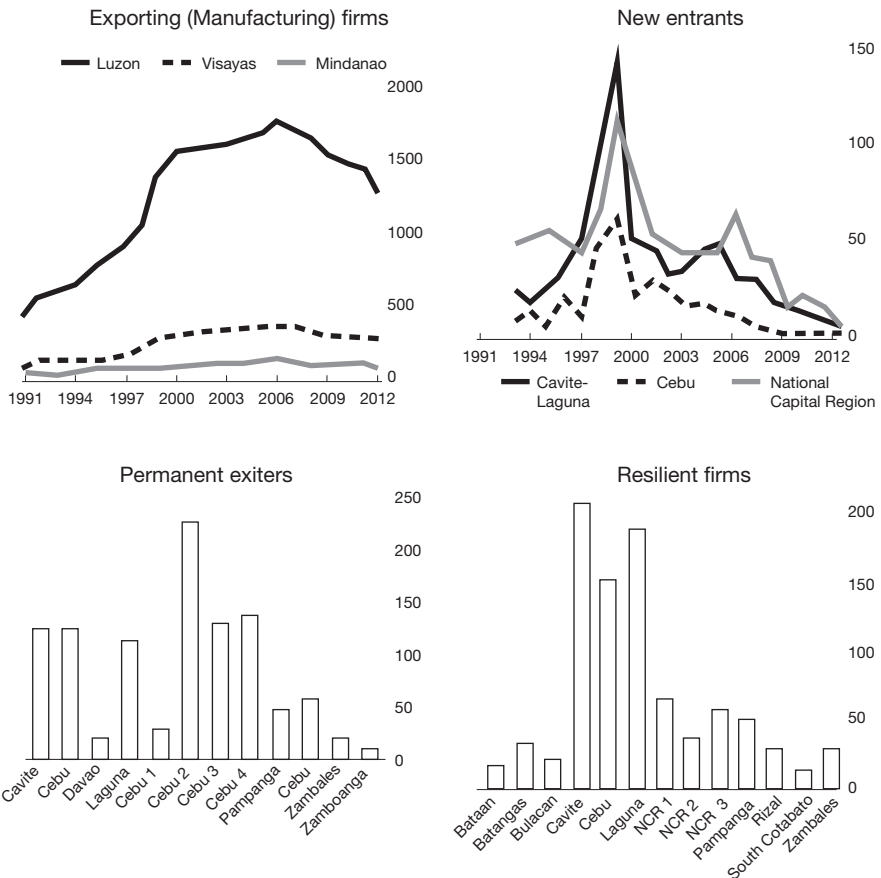 Exporting (Manufacturing) firms
Luzon Visayas Mindanao
2000
1500
1000
500
0
1991 1994 1997 2000 2003 2006 2009 2012
New entrants
150
100
50
0
1991 1994 1997 2000 2003 2006 2009 2012
Cavite-
Laguna
Cebu
National
Capital Region
Permanent exiters
250
200
150
100
50
0
Cavite
Cebu
Davao
Laguna
Cebu 1
Cebu 2
Cebu 3
Cebu 4
Pampanga
Cebu
Zambales
Zamboanga
Resilient firms
200
150
100
50
0
Bataan
Batangas
Bulacan
Cavite
Cebu
Laguna
NCR 1
NCR 2
NCR 3
Pampanga
Rizal
South Cotabato
Zambales